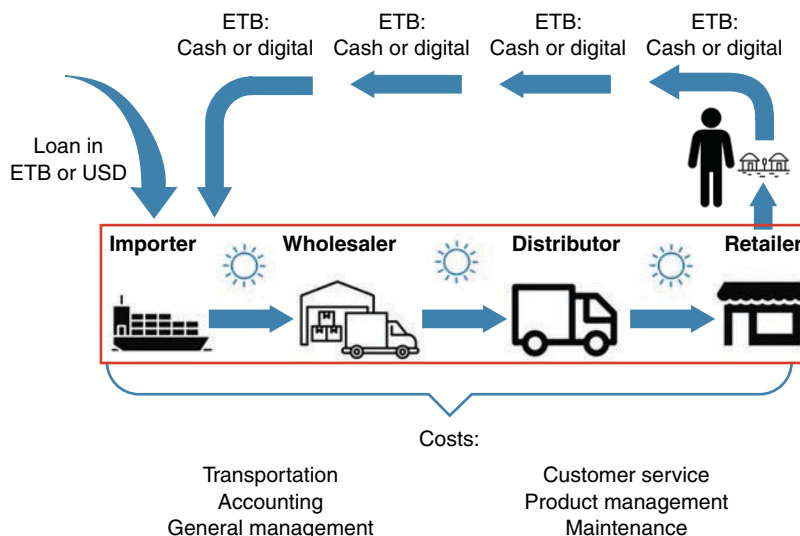 ETB:
Cash or digital
ETB:
Cash or digital
ETB:
Cash or digital
ETB:
Cash or digital
Loan in
ETB or USD
Importer
Wholesaler
Distributor
Retailer
Costs:
Transportation
Accounting
General management
Customer service
Product management
Maintenance